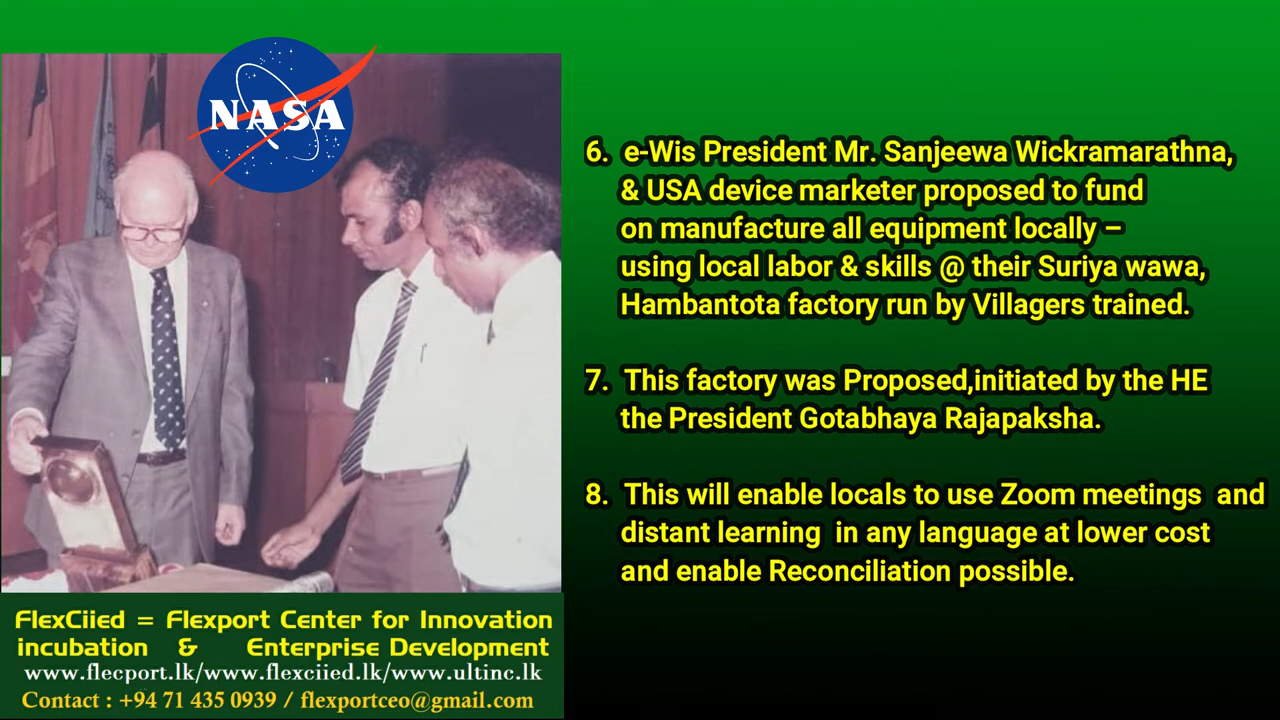 NASA
6. e-Wis President Mr. Sanjeewa Wickramarathna,
& USA device marketer proposed to fund
on manufacture all equipment locally –
using local labor & skills @ their Suriya wawa,
Hambantota factory run by Villagers trained.
7. This factory was Proposed,initiated by the HE
the President Gotabhaya Rajapaksha.
8. This will enable locals to use Zoom meetings and
distant learning in any language at lower cost
and enable Reconciliation possible.
FlexCiied = Flexport Center for Innovation
incubation & Enterprise Development
www.flecport.lk/www.flexciied.lk/www.ultinc.lk
Contact : +94 71 435 0939 / flexportceo@gmail.com